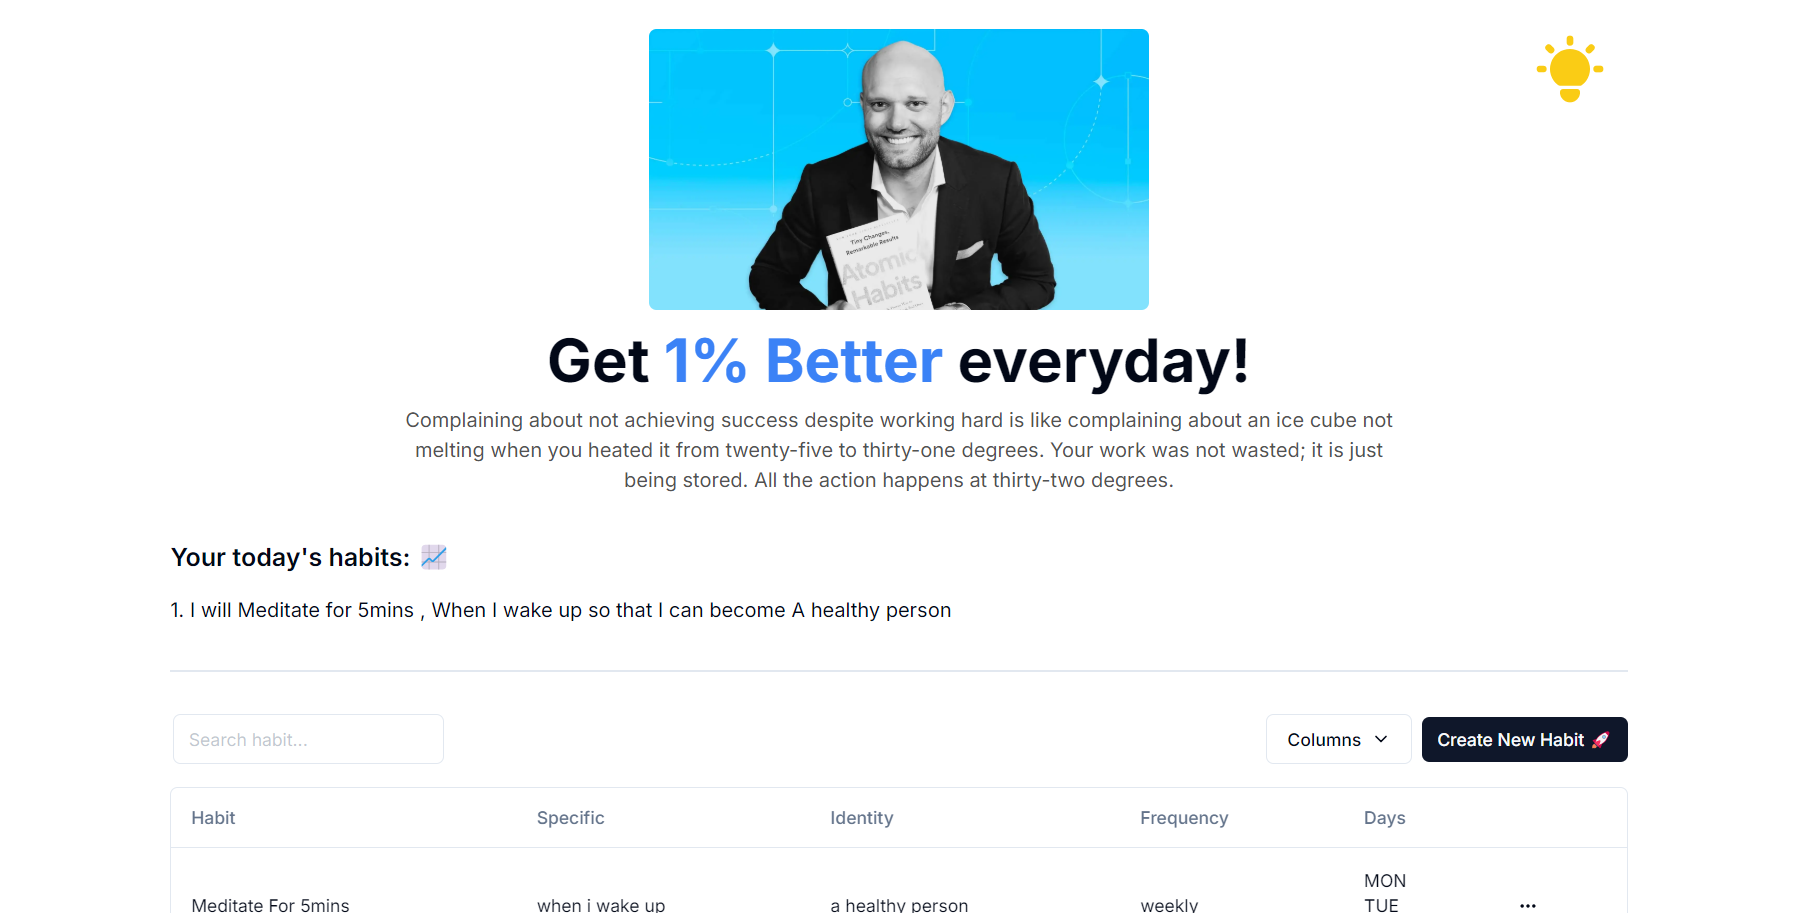 Tiny Changes,
Remarkable Results
Atomic
Habits
Get 1% Better everyday!
Complaining about not achieving success despite working hard is like complaining about an ice cube not
melting when you heated it from twenty-five to thirty-one degrees. Your work was not wasted; it is just
being stored. All the action happens at thirty-two degrees.
Your today's habits: 📈
1. I will Meditate for 5mins , When I wake up so that I can become A healthy person
Search habit...
Columns
Create New Habit 🚀
Habit Specific Identity Frequency Days
MON
Meditate For 5mins when i wake up a healthy person weekly TUE ...